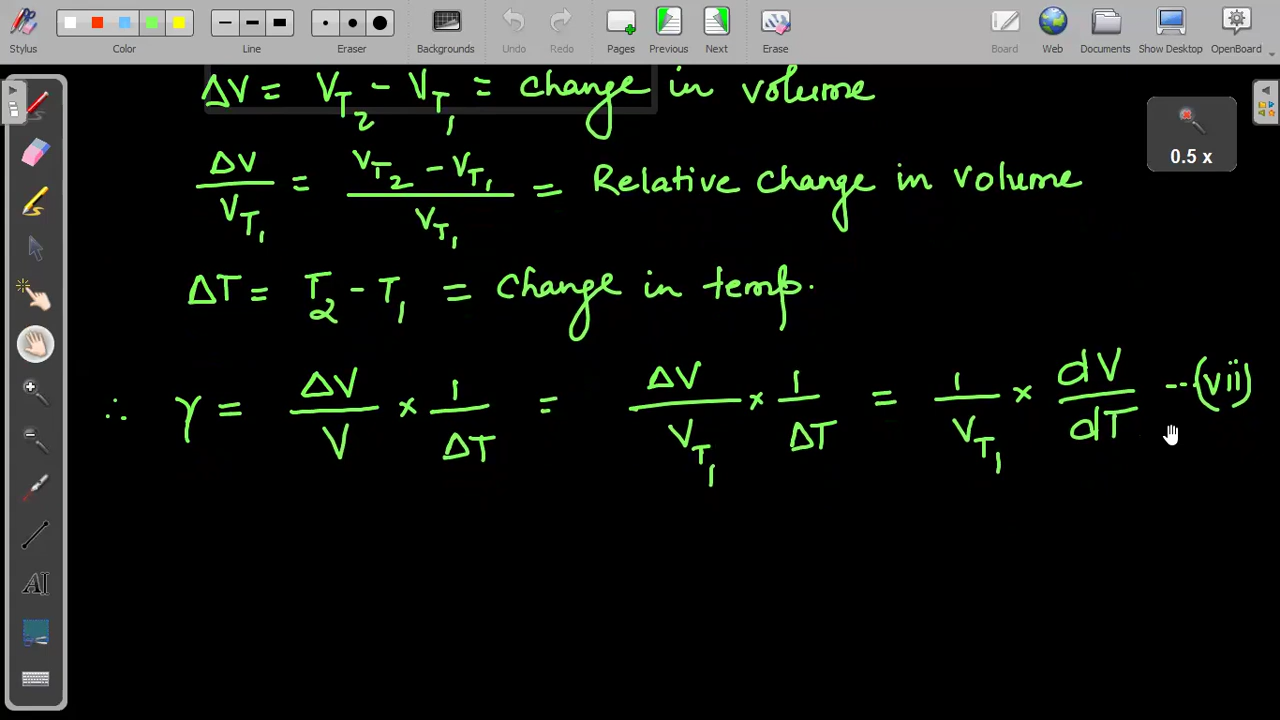 Stylus Color Line Eraser Backgrounds Undo Redo Pages Previous Next Erase Board Web Documents Show Desktop OpenBoard
ΔV = V_T₂ - V_T₁ = change in volume
0.5 x
ΔV/V_T₁ = (V_T₂ - V_T₁)/V_T₁ = Relative change in volume
ΔT = T₂ - T₁ = change in temp.
∴ γ = ΔV/V × 1/ΔT = ΔV/V_T₁ × 1/ΔT = 1/V_T₁ × dV/dT --(vii)
AI